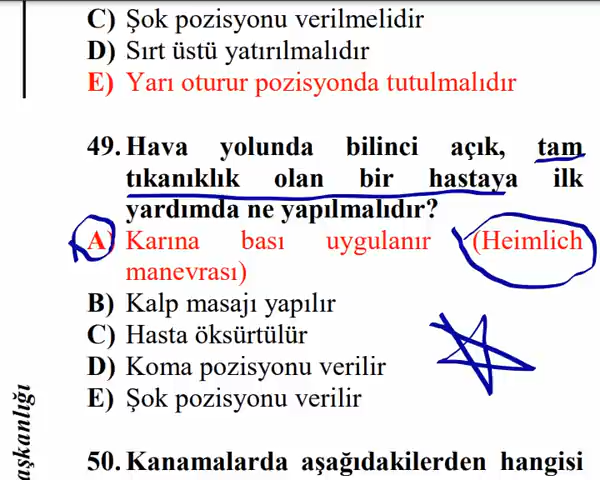 C) Şok pozisyonu verilmelidir
D) Sırt üstü yatırılmalıdır
E) Yarı oturur pozisyonda tutulmalıdır
49. Hava yolunda bilinci açık, tam
tıkanıklık olan bir hastaya ilk
yardımda ne yapılmalıdır?
A) Karına bası uygulanır (Heimlich
manevrası)
B) Kalp masajı yapılır
C) Hasta öksürtülür
D) Koma pozisyonu verilir
E) Şok pozisyonu verilir
aşkanlığı
50. Kanamalarda aşağıdakilerden hangisi